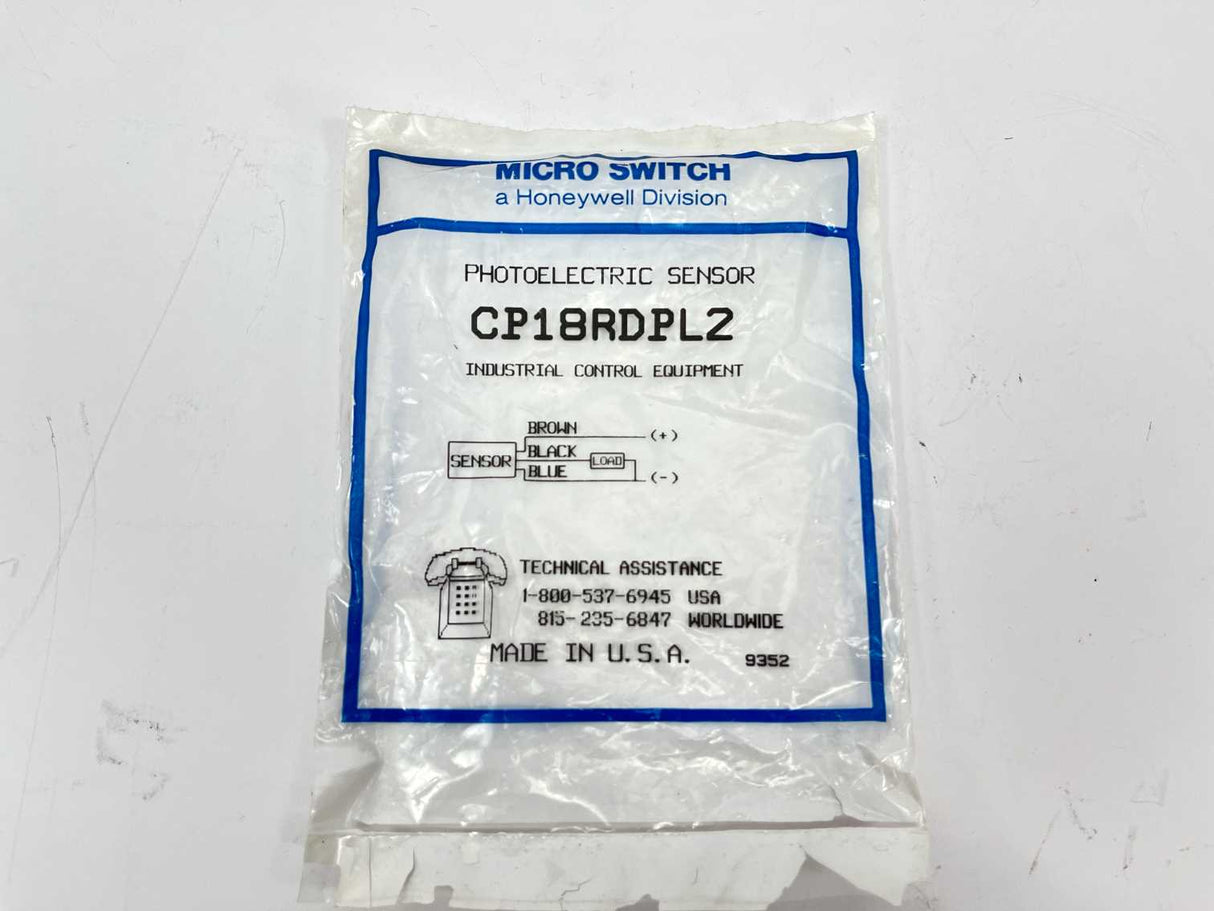 MICRO SWITCH
a Honeywell Division
PHOTOELECTRIC SENSOR
CP18RDPL2
INDUSTRIAL CONTROL EQUIPMENT
BROWN
(+)
SENSOR
BLACK
LOAD
BLUE
(-)
TECHNICAL ASSISTANCE
1-800-537-6945 USA
815-235-6847 WORLDWIDE
MADE IN U.S.A.
9352